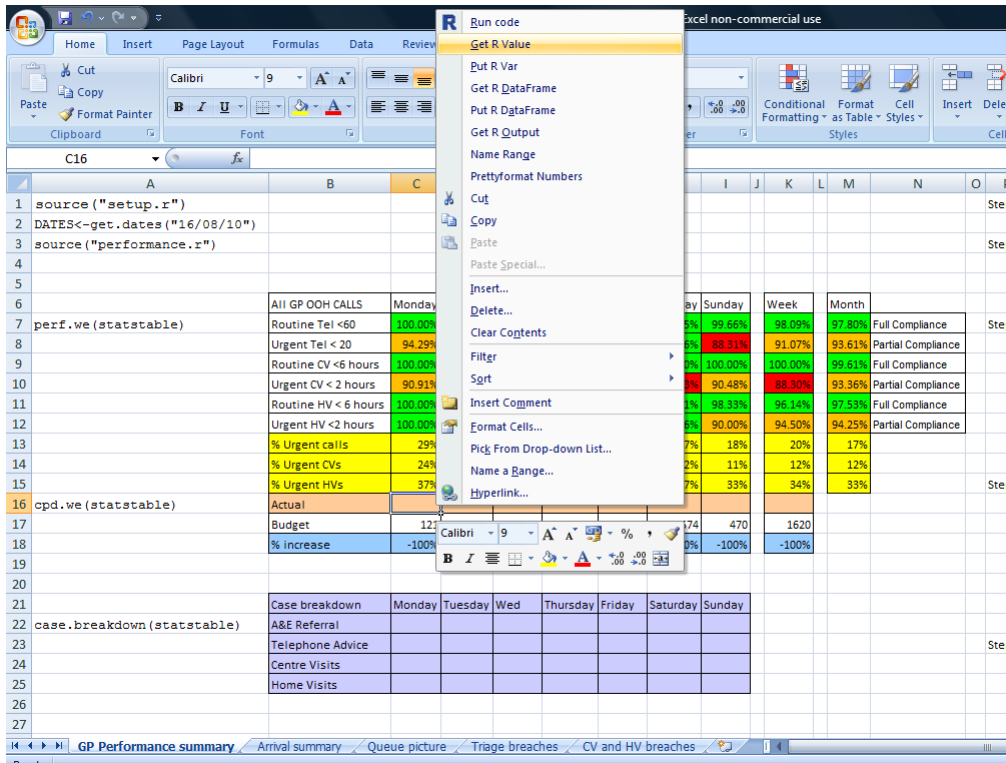 Excel non-commercial use
Home Insert Page Layout Formulas Data Review
Cut
Copy
Format Painter
Paste
Clipboard
Calibri 9
B I U
Font
Conditional Formatting
Format as Table
Cell Styles
Styles
Insert
C16
fx
A B C I J K L M N O
1 source("setup.r")
2 DATES<-get.dates("16/08/10")
3 source("performance.r")
4
5
6 All GP OOH CALLS Monday Sunday Week Month
7 perf.we(statstable) Routine Tel <60 100.00% 99.66% 98.09% 97.80% Full Compliance
8 Urgent Tel < 20 94.29% 88.31% 91.07% 93.61% Partial Compliance
9 Routine CV <6 hours 100.00% 100.00% 100.00% 99.61% Full Compliance
10 Urgent CV < 2 hours 90.91% 90.48% 88.30% 93.36% Partial Compliance
11 Routine HV < 6 hours 100.00% 98.33% 96.14% 97.53% Full Compliance
12 Urgent HV <2 hours 100.00% 90.00% 94.50% 94.25% Partial Compliance
13 % Urgent calls 29% 18% 20% 17%
14 % Urgent CVs 24% 11% 12% 12%
15 % Urgent HVs 37% 33% 34% 33%
16 cpd.we(statstable) Actual
17 Budget 121 470 1620
18 % increase -100% -100% -100%
19
20
21 Case breakdown Monday Tuesday Wed Thursday Friday Saturday Sunday
22 case.breakdown(statstable) A&E Referral
23 Telephone Advice
24 Centre Visits
25 Home Visits
26
27
R Run code
Get R Value
Put R Var
Get R DataFrame
Put R DataFrame
Get R Output
Name Range
Prettyformat Numbers
Cut
Copy
Paste
Paste Special...
Insert...
Delete...
Clear Contents
Filter
Sort
Insert Comment
Format Cells...
Pick From Drop-down List...
Name a Range...
Hyperlink...
Calibri 9 A A % ,
B I A
GP Performance summary Arrival summary Queue picture Triage breaches CV and HV breaches